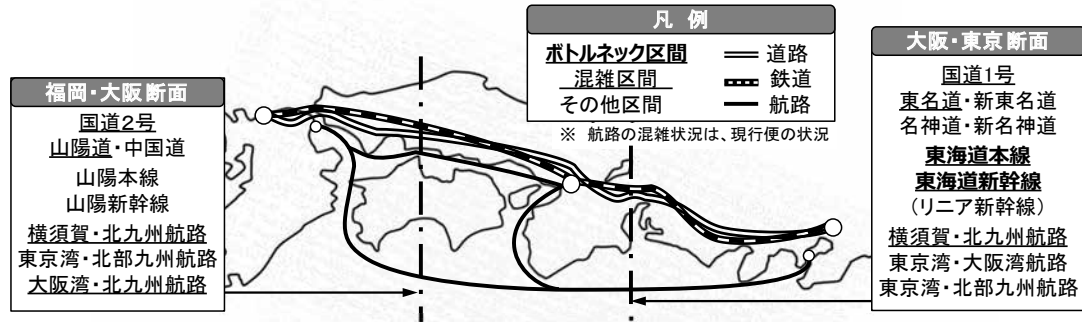 福岡・大阪断面
国道2号
山陽道・中国道
山陽本線
山陽新幹線
横須賀・北九州航路
東京湾・北部九州航路
大阪湾・北九州航路
凡 例
ボトルネック区間 道路
混雑区間 鉄道
その他区間 航路
※ 航路の混雑状況は、現行便の状況
大阪・東京断面
国道1号
東名道・新東名道
名神道・新名神道
東海道本線
東海道新幹線
(リニア新幹線)
横須賀・北九州航路
東京湾・大阪湾航路
東京湾・北部九州航路